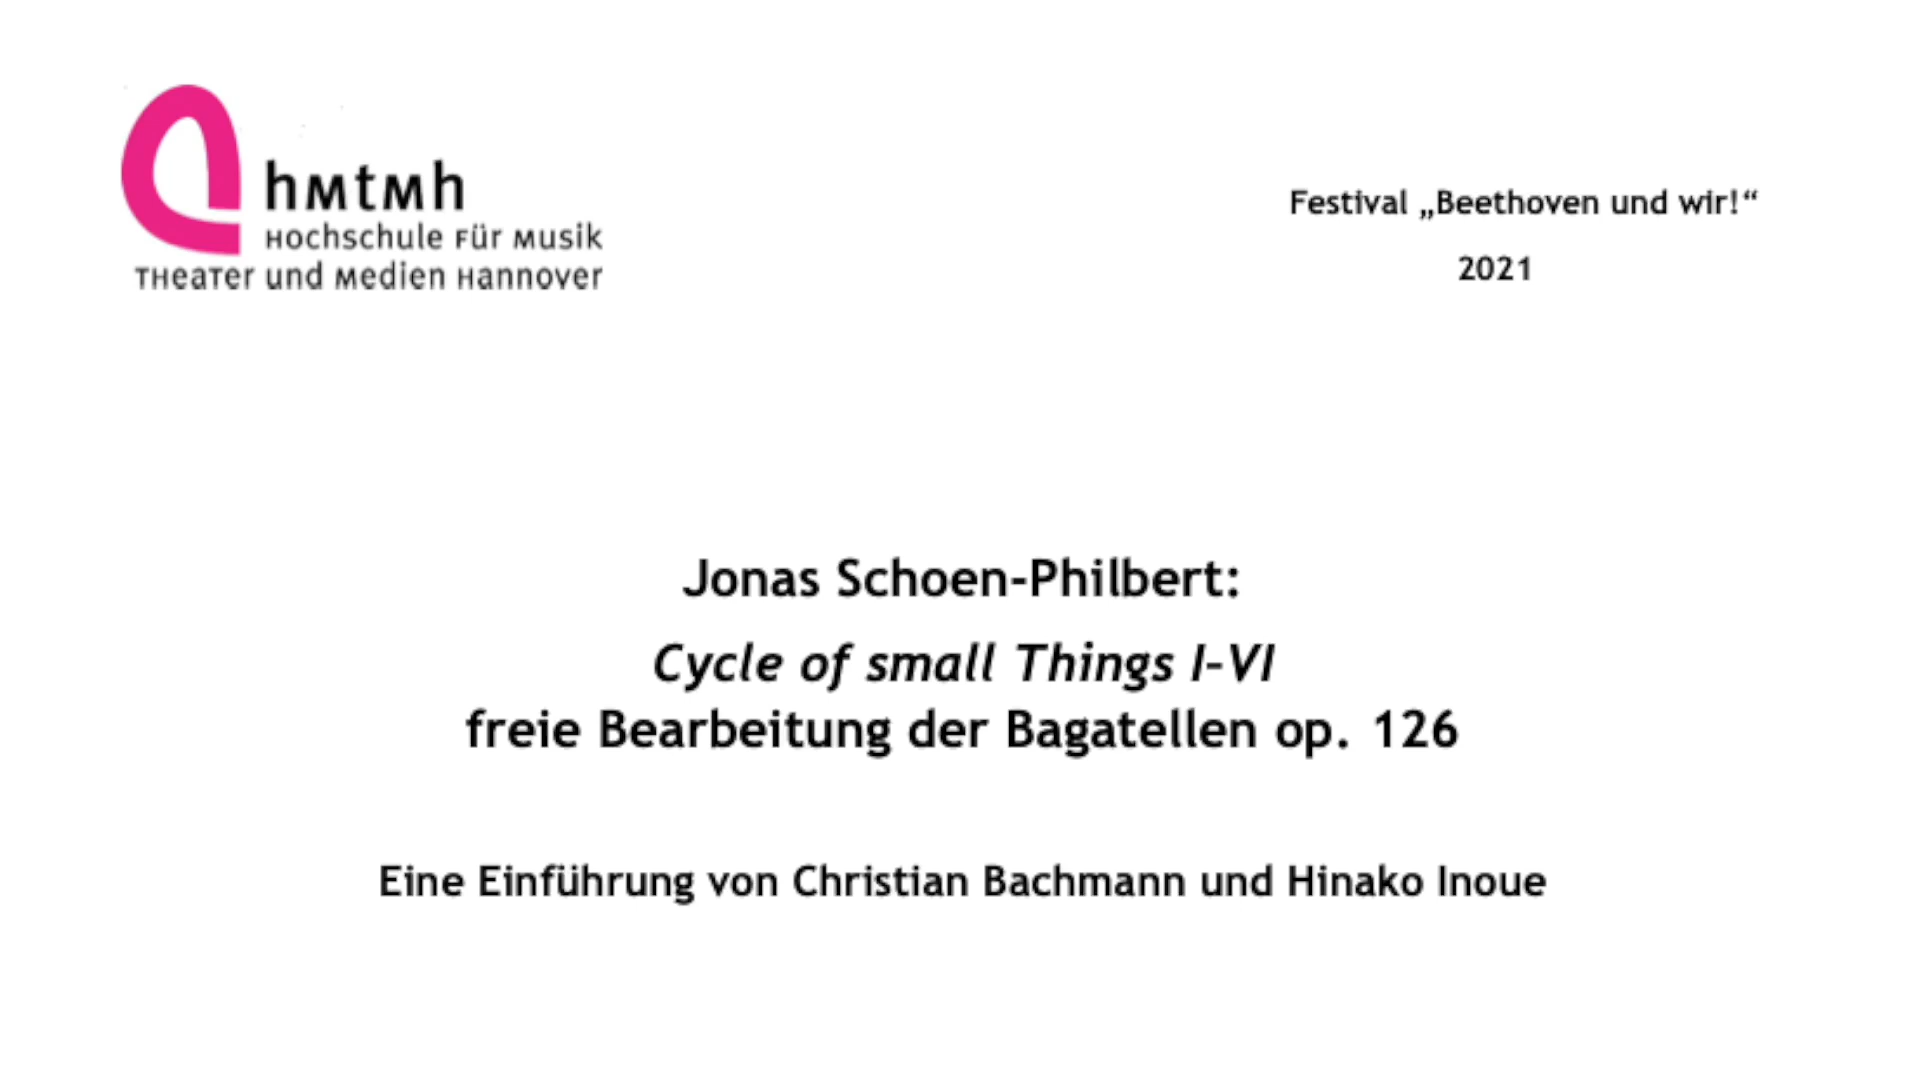 hmtmh
Hochschule für Musik
Theater und Medien Hannover
Festival „Beethoven und wir!“
2021
Jonas Schoen-Philbert:
Cycle of small Things I-VI
freie Bearbeitung der Bagatellen op. 126
Eine Einführung von Christian Bachmann und Hinako Inoue